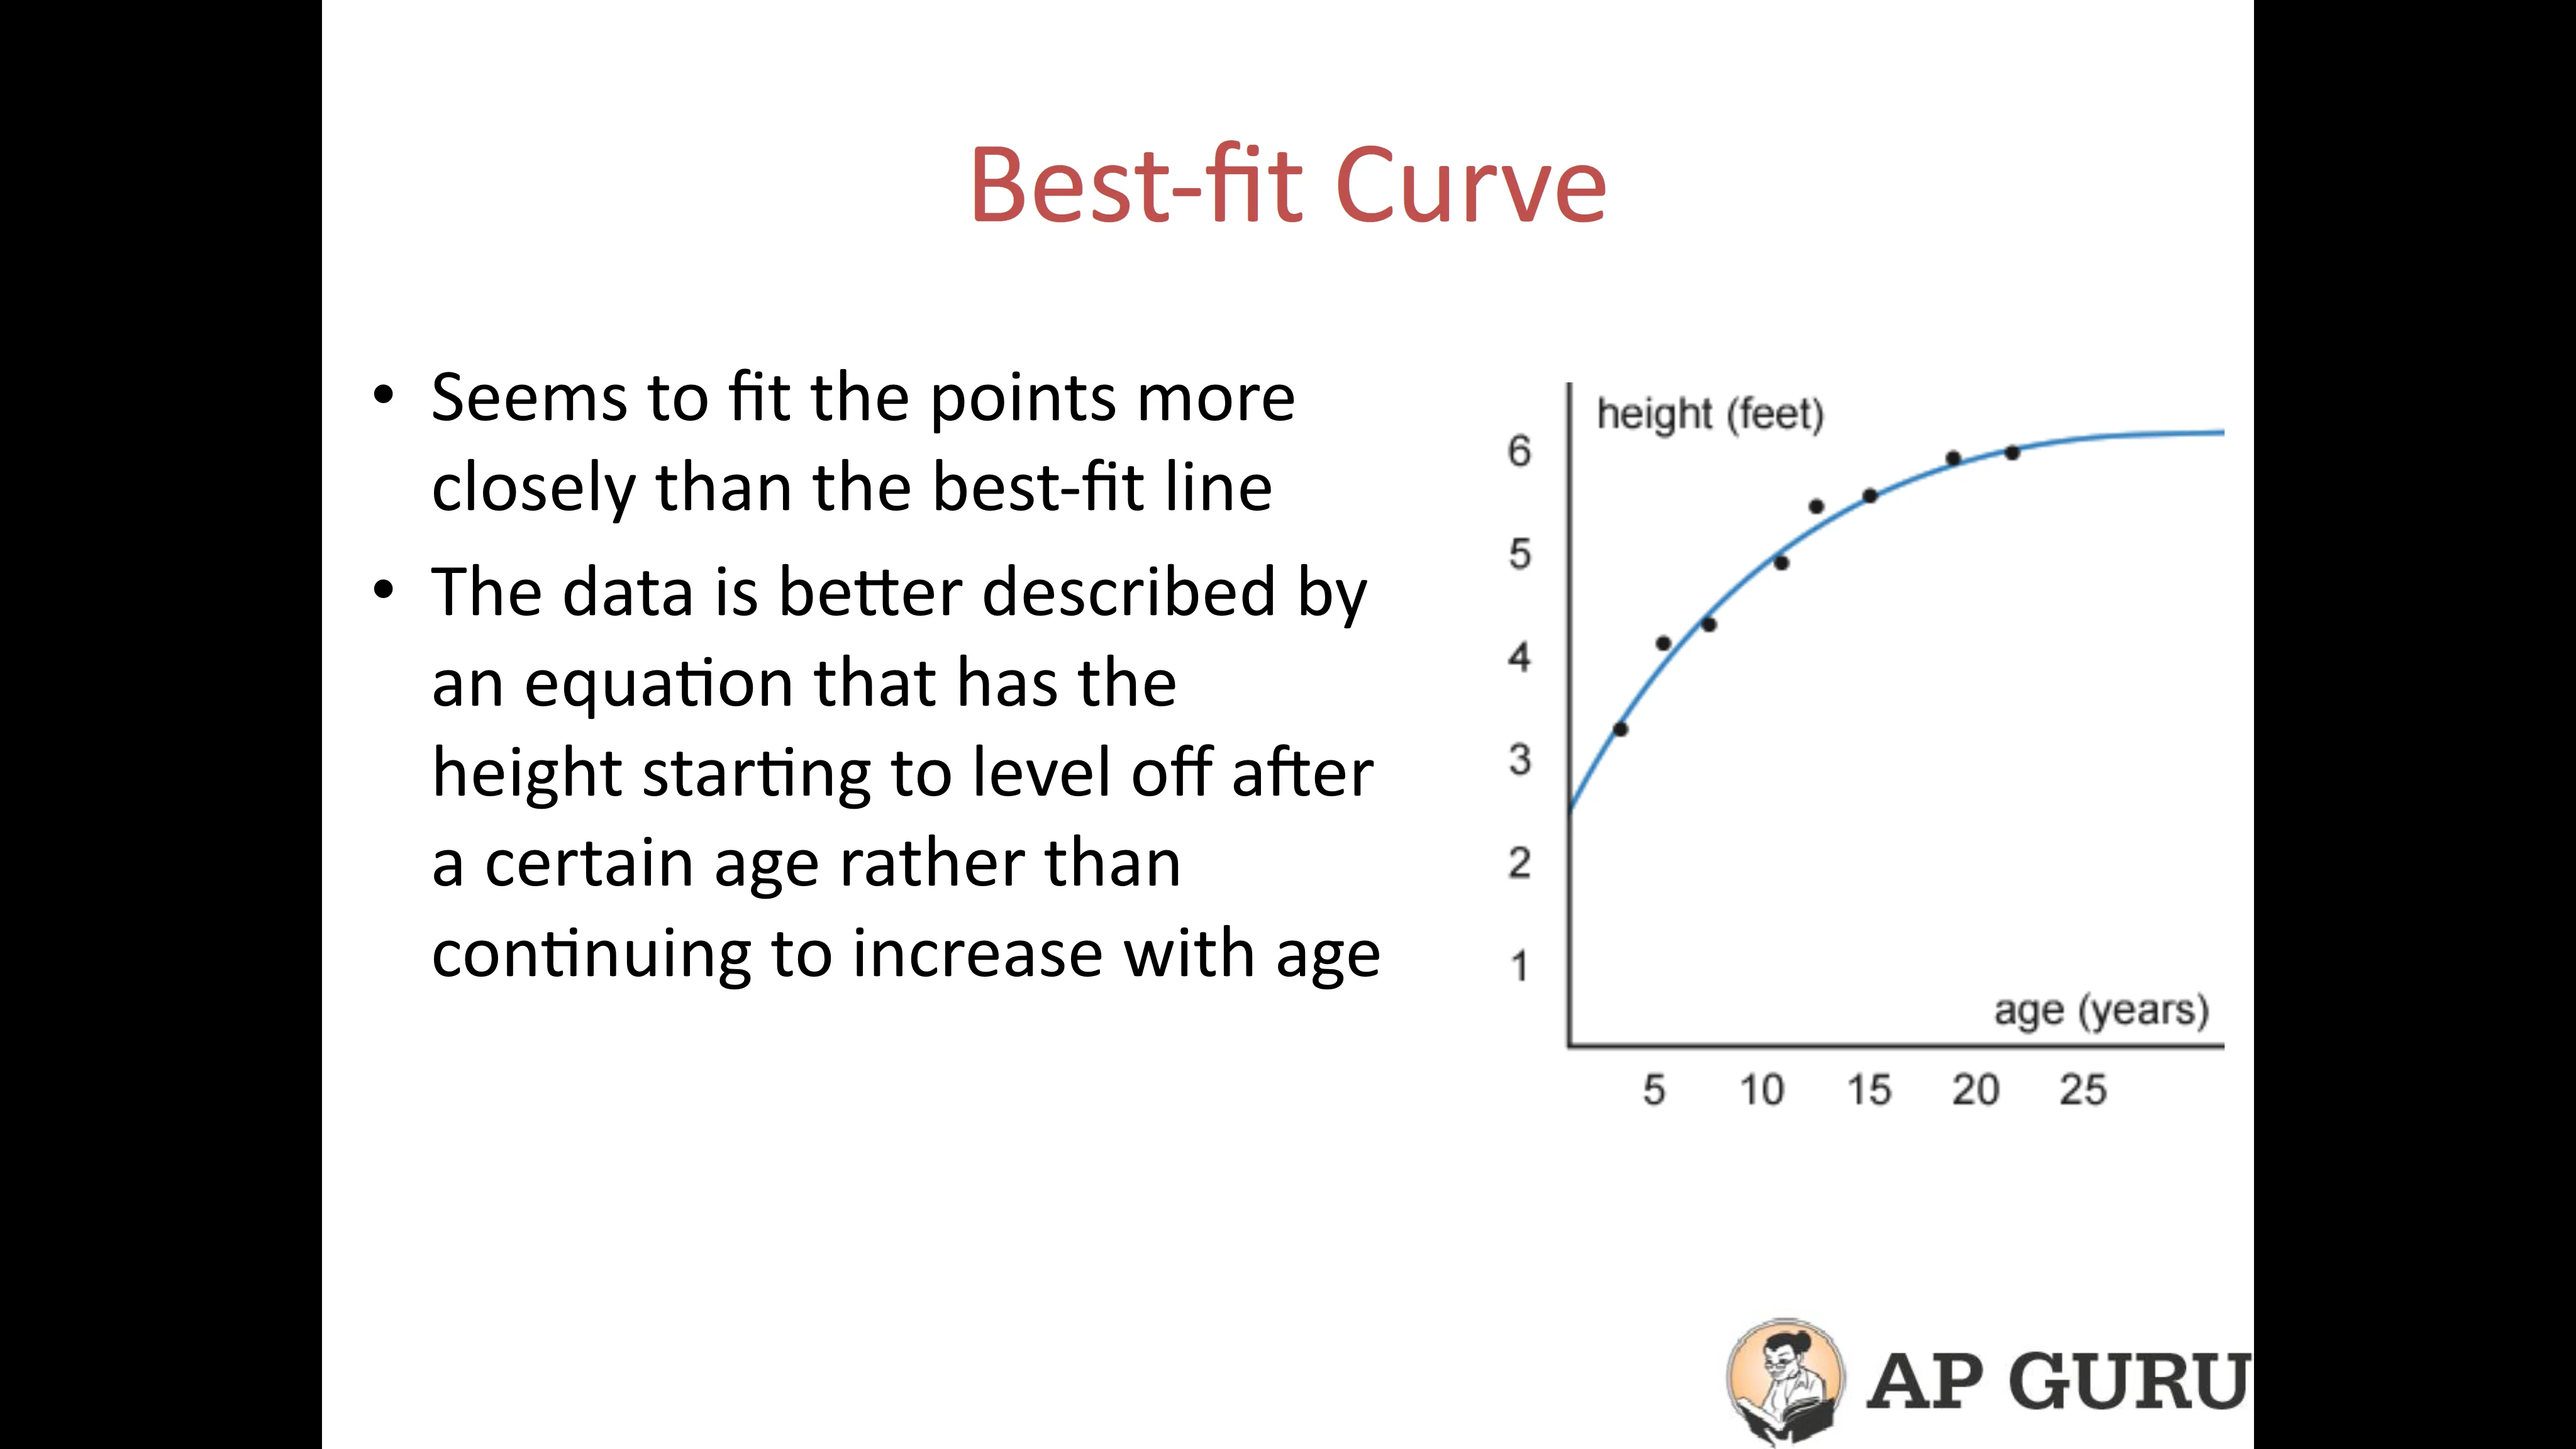 Best-fit Curve
• Seems to fit the points more
closely than the best-fit line
• The data is better described by
an equation that has the
height starting to level off after
a certain age rather than
continuing to increase with age
height (feet)
6
5
4
3
2
1
age (years)
5 10 15 20 25
AP GURU